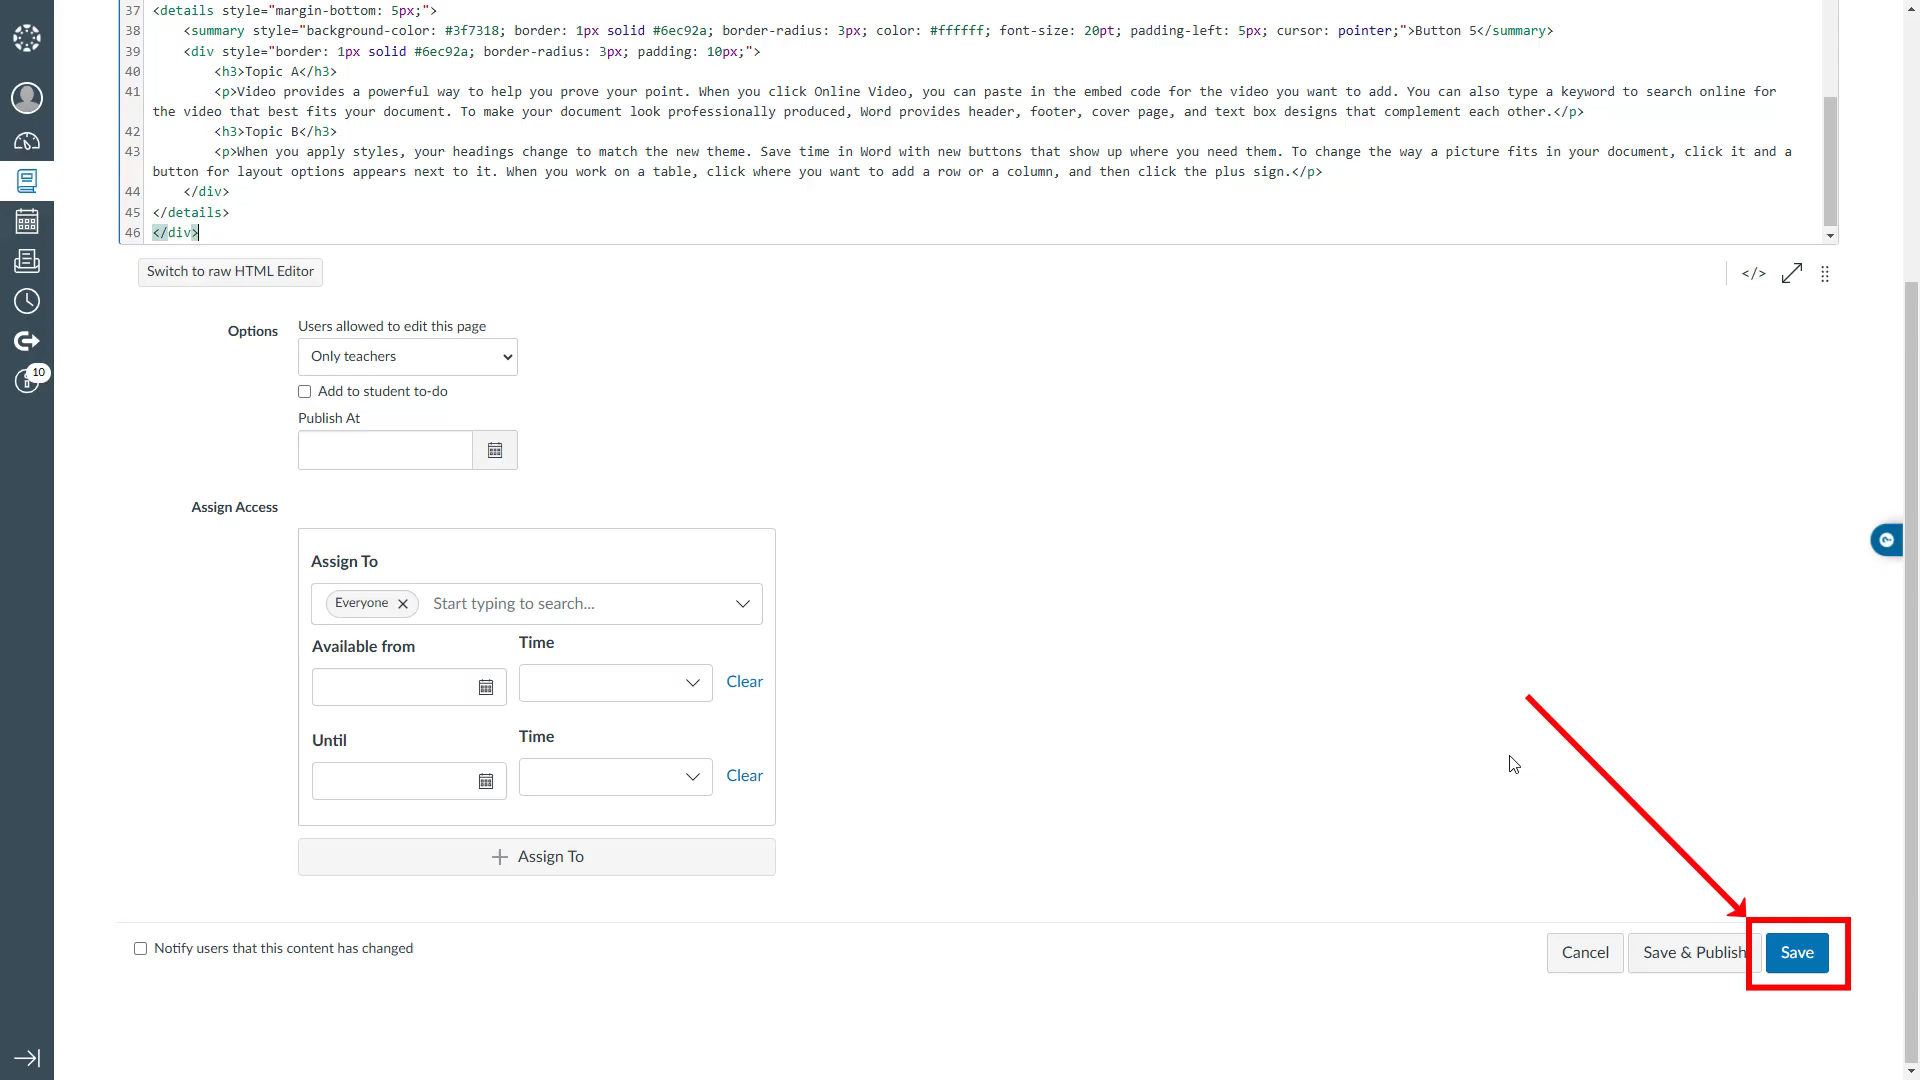 37 <details style="margin-bottom: 5px;">
38 <summary style="background-color: #3f7318; border: 1px solid #6ec92a; border-radius: 3px; color: #ffffff; font-size: 20pt; padding-left: 5px; cursor: pointer;">Button 5</summary>
39 <div style="border: 1px solid #6ec92a; border-radius: 3px; padding: 10px;">
40 <h3>Topic A</h3>
41 <p>Video provides a powerful way to help you prove your point. When you click Online Video, you can paste in the embed code for the video you want to add. You can also type a keyword to search online for
the video that best fits your document. To make your document look professionally produced, Word provides header, footer, cover page, and text box designs that complement each other.</p>
42 <h3>Topic B</h3>
43 <p>When you apply styles, your headings change to match the new theme. Save time in Word with new buttons that show up where you need them. To change the way a picture fits in your document, click it and a
button for layout options appears next to it. When you work on a table, click where you want to add a row or a column, and then click the plus sign.</p>
44 </div>
45 </details>
46 </div>
Switch to raw HTML Editor
</>
Options
Users allowed to edit this page
Only teachers
10
Add to student to-do
Publish At
Assign Access
Assign To
Everyone
Start typing to search...
Available from
Time
Clear
Until
Time
Clear
Assign To
Notify users that this content has changed
Cancel
Save & Publish
Save